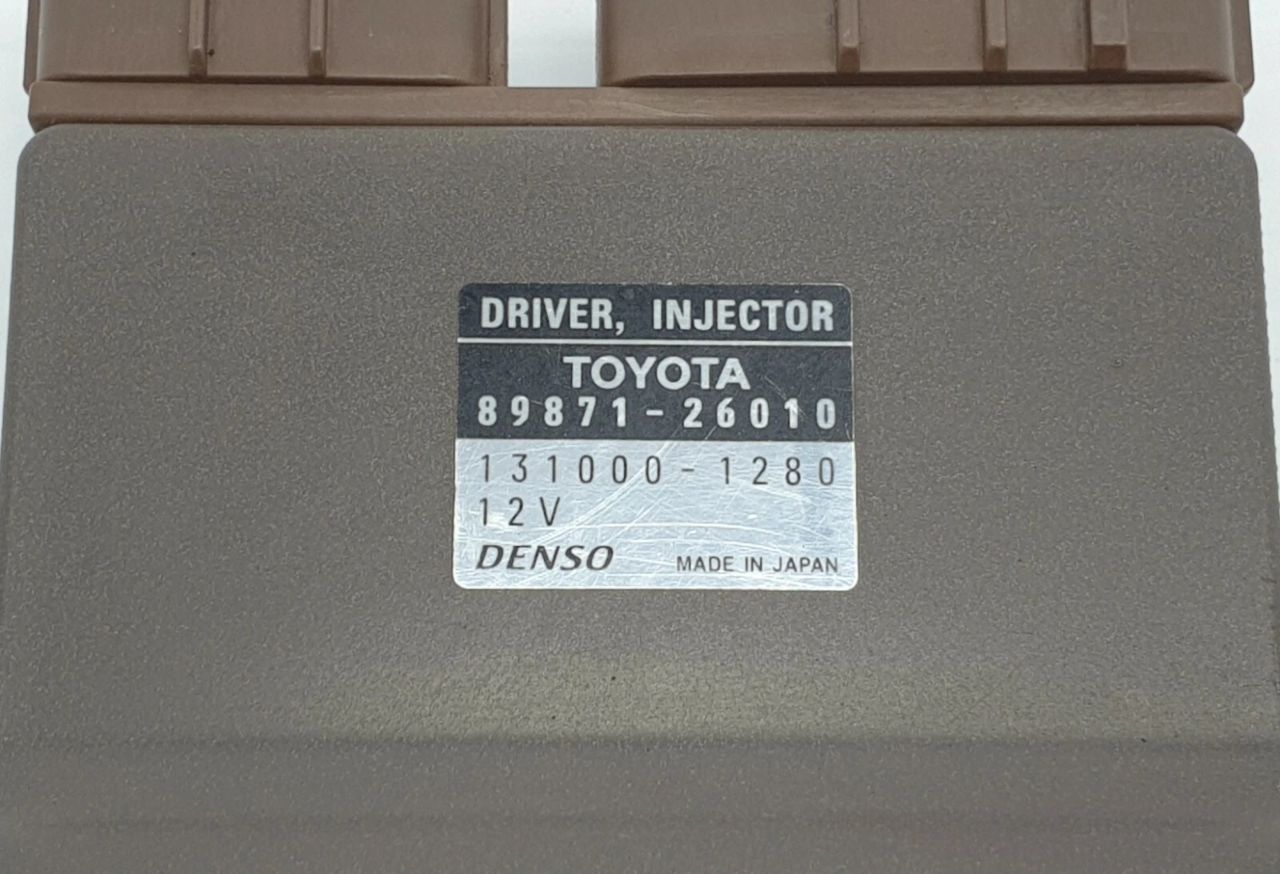 DRIVER, INJECTOR
TOYOTA
89871-26010
131000-1280
12V
DENSO MADE IN JAPAN